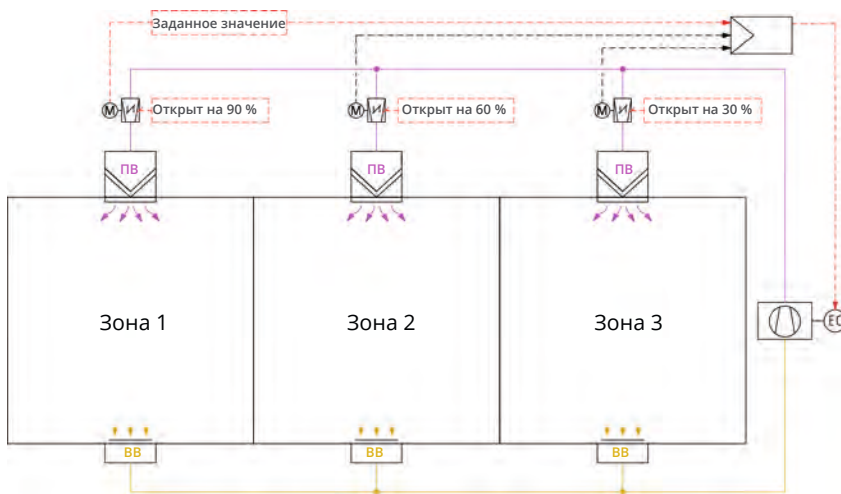 Заданное значение
М
Открыт на 90 %
М
Открыт на 60 %
М
Открыт на 30 %
ПВ
ПВ
ПВ
Зона 1
Зона 2
Зона 3
EC
ВВ
ВВ
ВВ